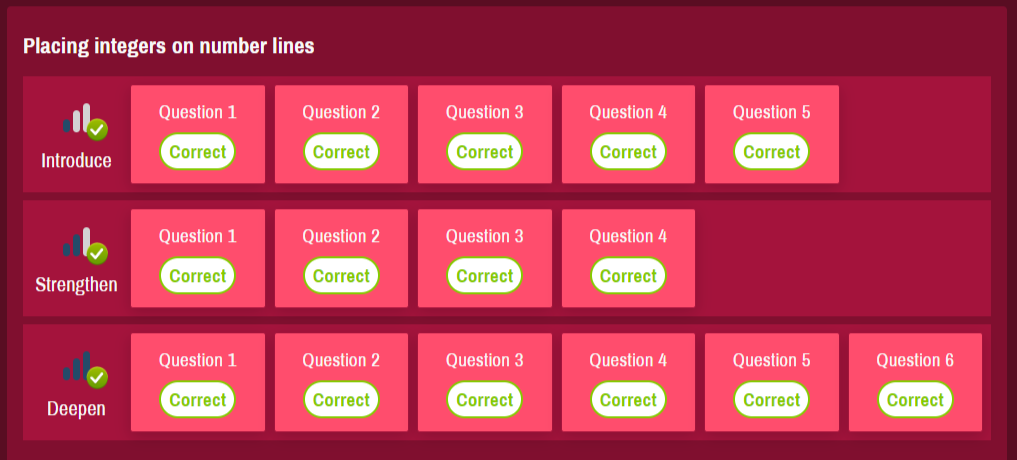 Placing integers on number lines
Question 1 Question 2 Question 3 Question 4 Question 5
Correct Correct Correct Correct Correct
Introduce
Question 1 Question 2 Question 3 Question 4
Correct Correct Correct Correct
Strengthen
Question 1 Question 2 Question 3 Question 4 Question 5 Question 6
Correct Correct Correct Correct Correct Correct
Deepen